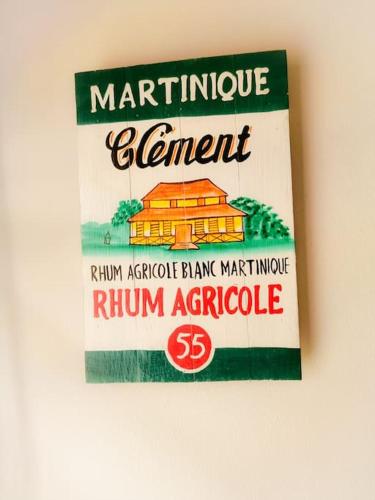 MARTINIQUE
Clément
RHUM AGRICOLE BLANC MARTINIQUE
RHUM AGRICOLE
55